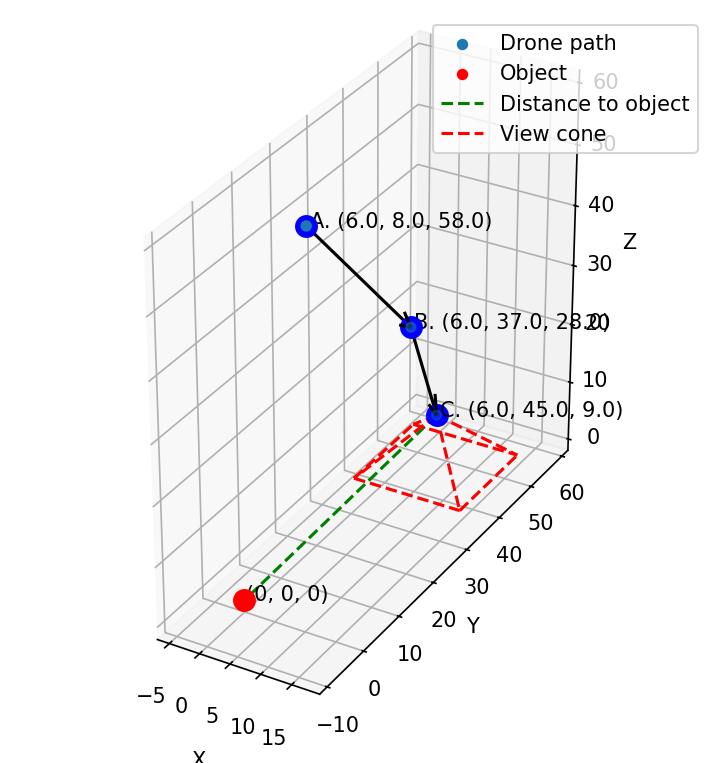 Drone path
Object
Distance to object
View cone
60
50
40
30
20
10
0
Z
A. (6.0, 8.0, 58.0)
B. (6.0, 37.0, 28.0)
C. (6.0, 45.0, 9.0)
(0, 0, 0)
60
50
40
30
20
10
0
−10
Y
−5
0
5
10
15
X